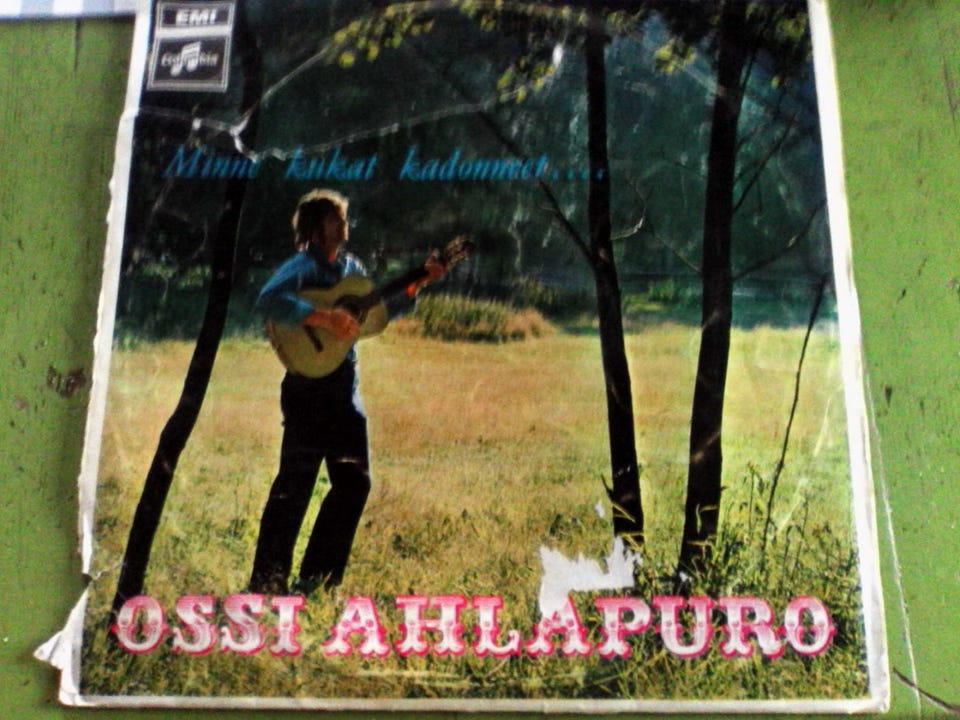 EMI
Columbia
Minne kukat kadonneet....
OSSI AHLAPURO